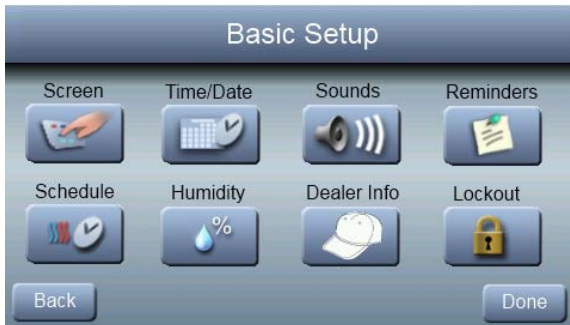 Basic Setup
Screen Time/Date Sounds Reminders
Schedule Humidity Dealer Info Lockout
%
Back Done